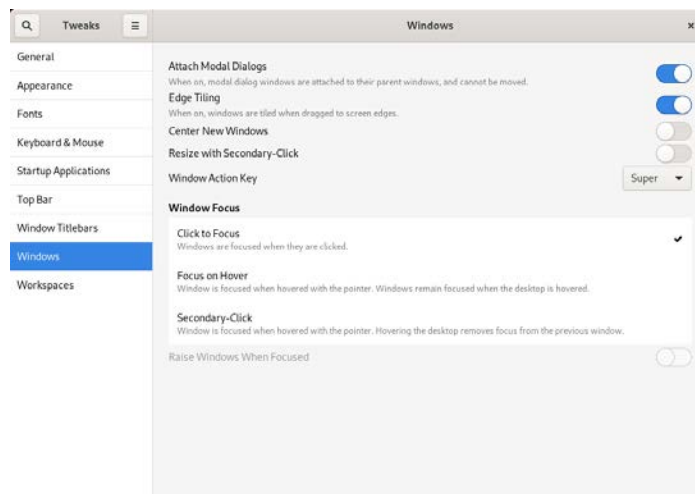 Tweaks
Windows
General
Appearance
Fonts
Keyboard & Mouse
Startup Applications
Top Bar
Window Titlebars
Windows
Workspaces
Attach Modal Dialogs
When on, modal dialog windows are attached to their parent windows, and cannot be moved.
Edge Tiling
When on, windows are tiled when dragged to screen edges.
Center New Windows
Resize with Secondary-Click
Window Action Key
Super
Window Focus
Click to Focus
Windows are focused when they are clicked.
Focus on Hover
Window is focused when hovered with the pointer. Windows remain focused when the desktop is hovered.
Secondary-Click
Window is focused when hovered with the pointer. Hovering the desktop removes focus from the previous window.
Raise Windows When Focused